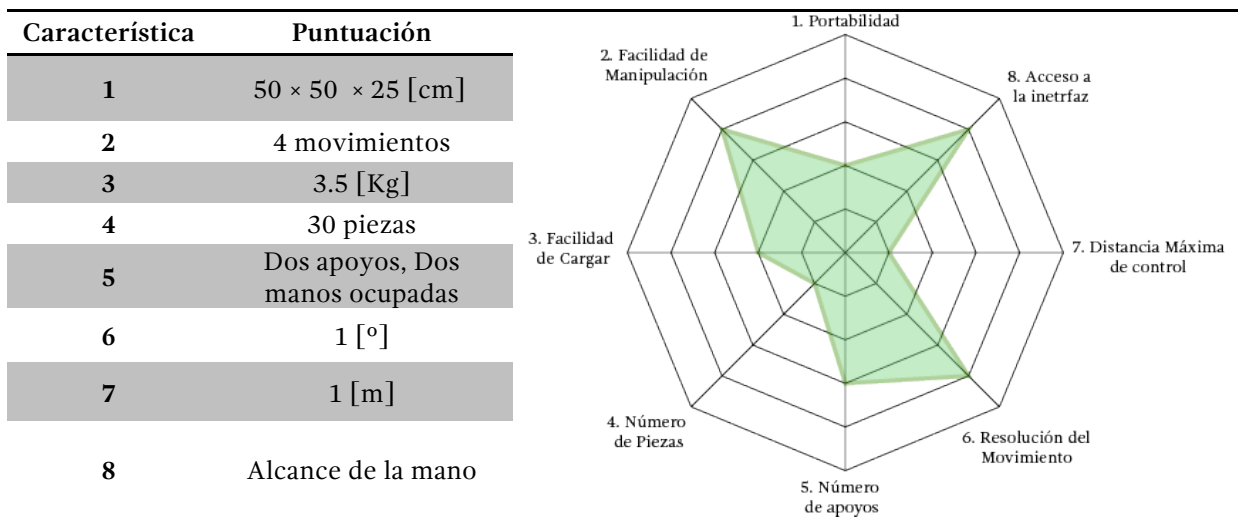 Característica Puntuación
1 50 × 50 × 25 [cm]
2 4 movimientos
3 3.5 [Kg]
4 30 piezas
5 Dos apoyos, Dos
manos ocupadas
6 1 [º]
7 1 [m]
8 Alcance de la mano
1. Portabilidad
2. Facilidad de
Manipulación
8. Acceso a
la inetrfaz
3. Facilidad
de Cargar
7. Distancia Máxima
de control
4. Número
de Piezas
6. Resolución del
Movimiento
5. Número
de apoyos